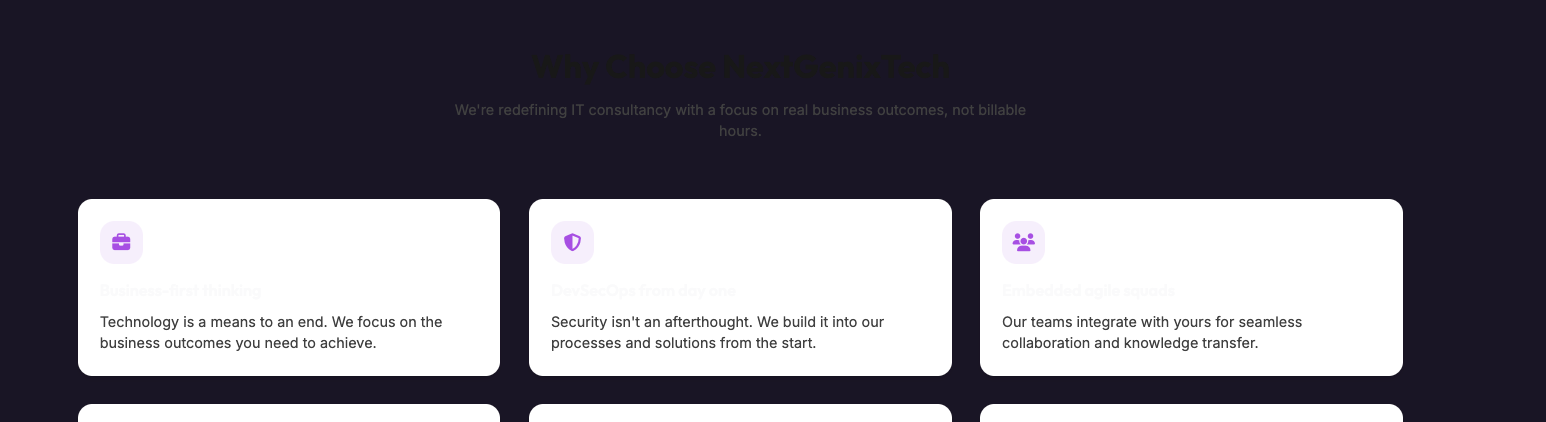 Why Choose NextGenixTech
We're redefining IT consultancy with a focus on real business outcomes, not billable
hours.
Business-first thinking
Technology is a means to an end. We focus on the
business outcomes you need to achieve.
DevSecOps from day one
Security isn't an afterthought. We build it into our
processes and solutions from the start.
Embedded agile squads
Our teams integrate with yours for seamless
collaboration and knowledge transfer.